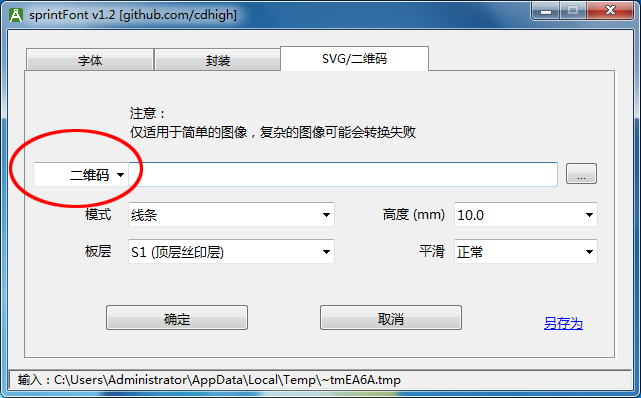 sprintFont v1.2 [github.com/cdhigh]
字体 封装 SVG/二维码
注意：
仅适用于简单的图像，复杂的图像可能会转换失败
二维码 ...
模式 线条 高度 (mm) 10.0
板层 S1 (顶层丝印层) 平滑 正常
确定 取消 另存为
输入：C:\Users\Administrator\AppData\Local\Temp\~tmEA6A.tmp